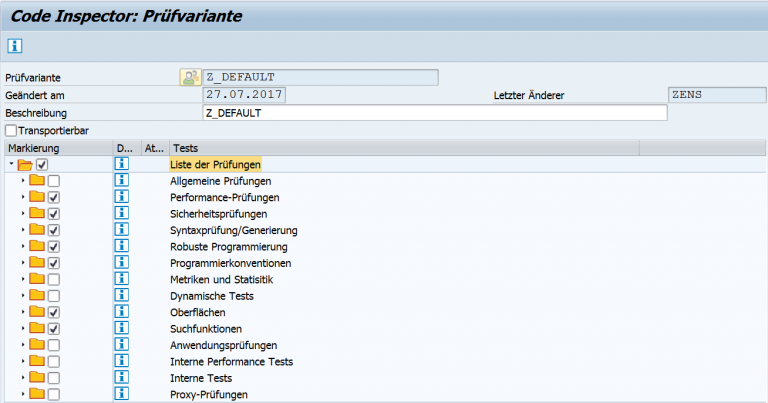 Code Inspector: Prüfvariante
Prüfvariante Z_DEFAULT
Geändert am 27.07.2017 Letzter Änderer ZENS
Beschreibung Z_DEFAULT
Transportierbar
Markierung D... At... Tests
Liste der Prüfungen
Allgemeine Prüfungen
Performance-Prüfungen
Sicherheitsprüfungen
Syntaxprüfung/Generierung
Robuste Programmierung
Programmierkonventionen
Metriken und Statisitik
Dynamische Tests
Oberflächen
Suchfunktionen
Anwendungsprüfungen
Interne Performance Tests
Interne Tests
Proxy-Prüfungen